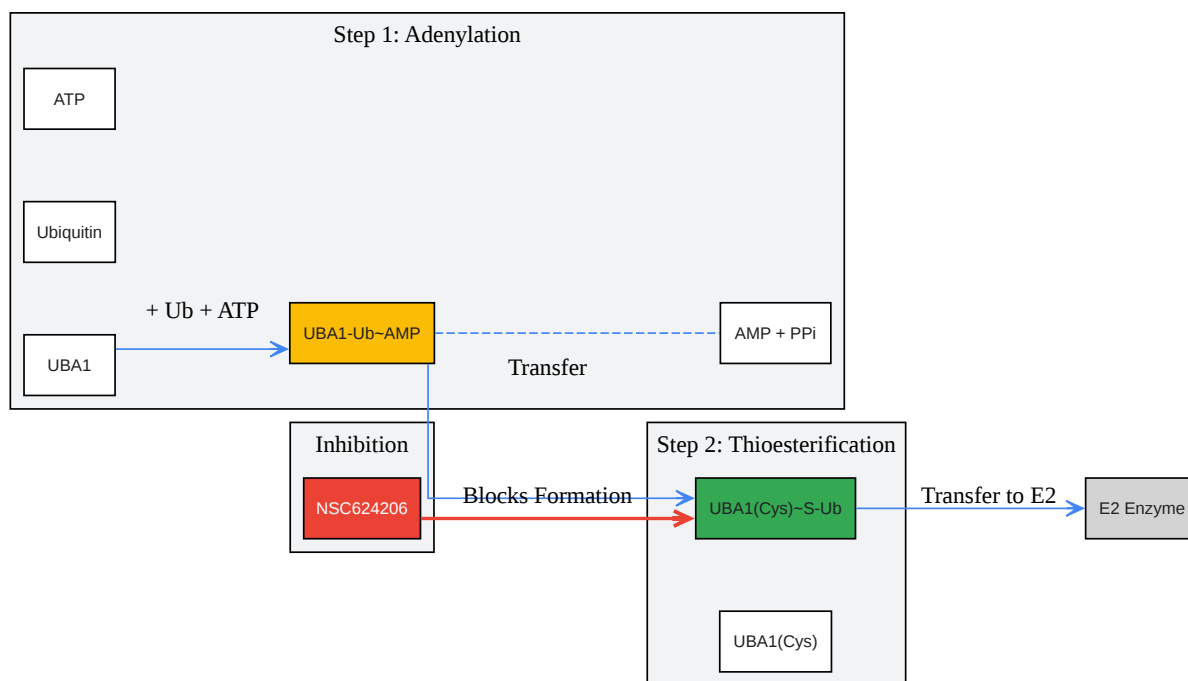 Step 1: Adenylation
ATP
Ubiquitin
+ Ub + ATP
UBA1
UBA1-Ub~AMP
AMP + PPi
Transfer
Inhibition
NSC624206
Blocks Formation
Step 2: Thioesterification
UBA1(Cys)~S-Ub
Transfer to E2
E2 Enzyme
UBA1(Cys)